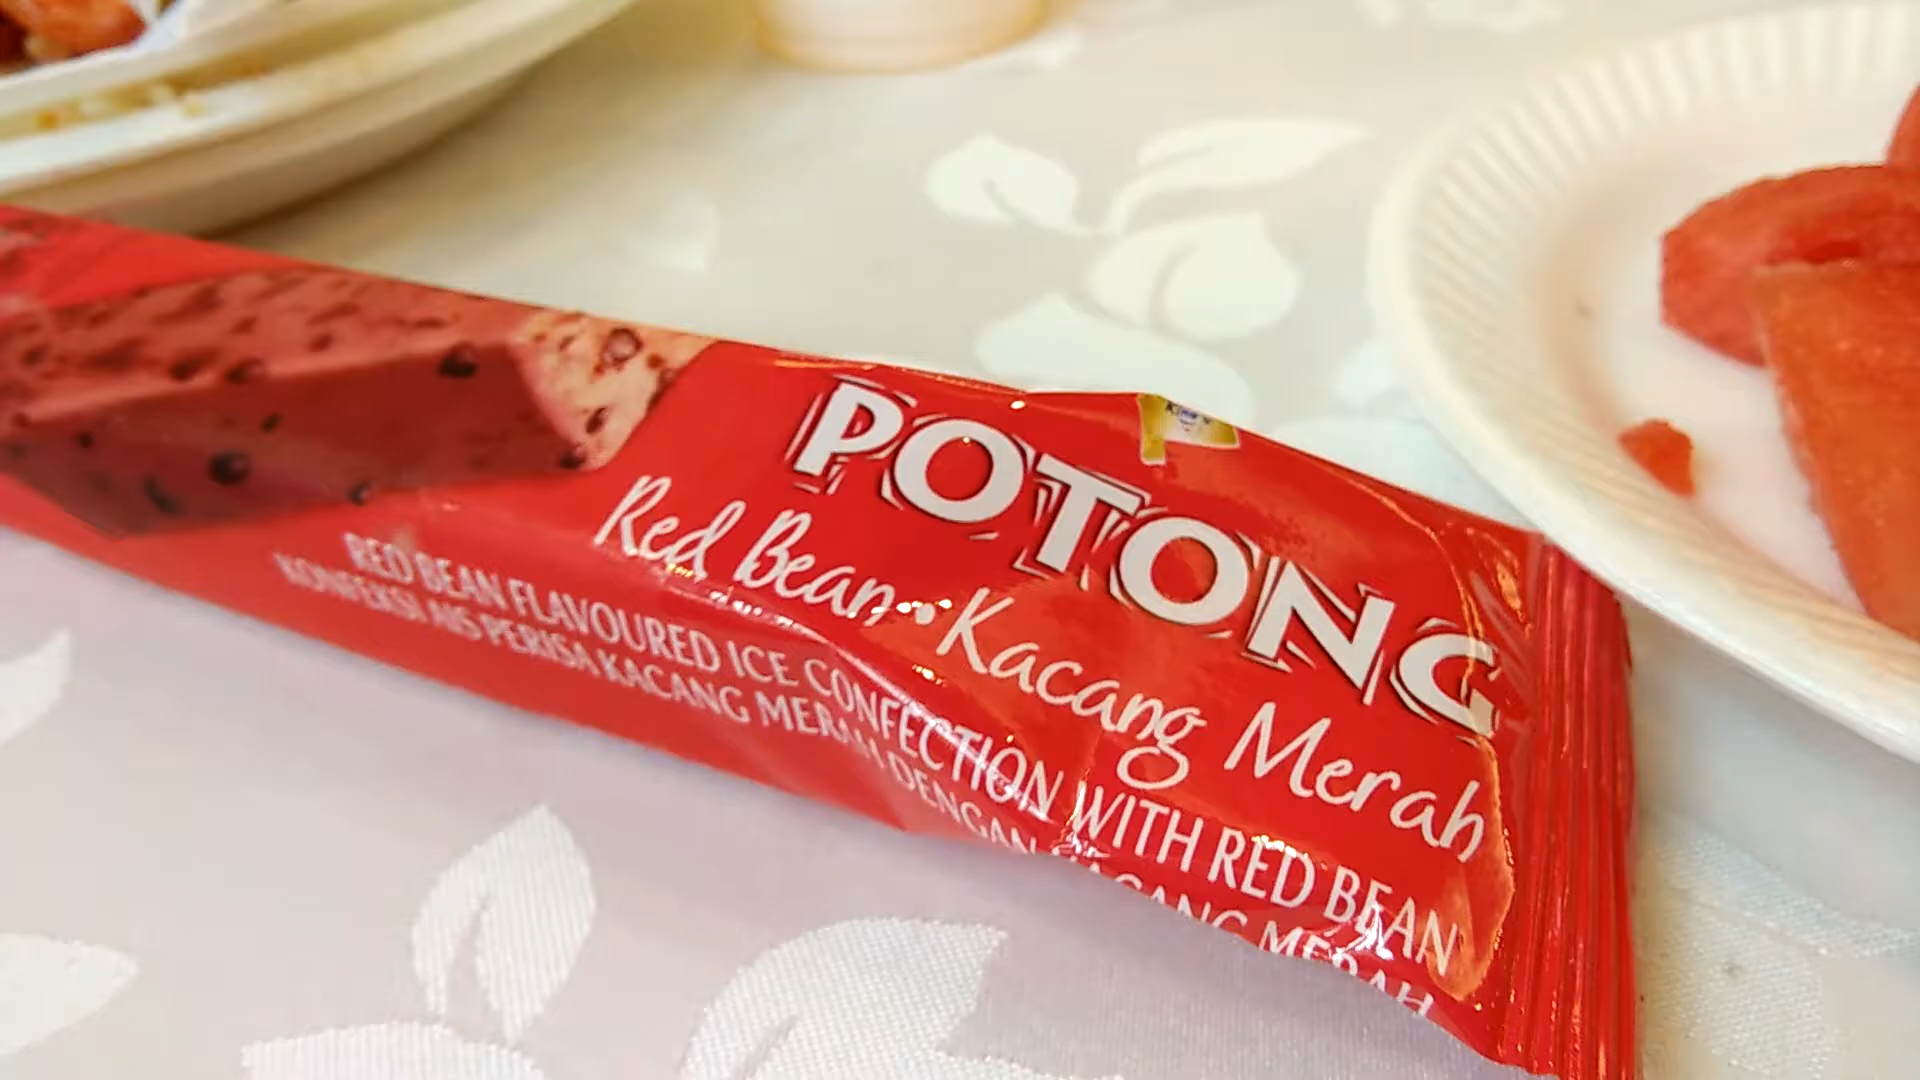 King's
POTONG
Red Bean • Kacang Merah
RED BEAN FLAVOURED ICE CONFECTION WITH RED BEAN
KONFEKSI AIS PERISA KACANG MERAH DENGAN KACANG MERAH